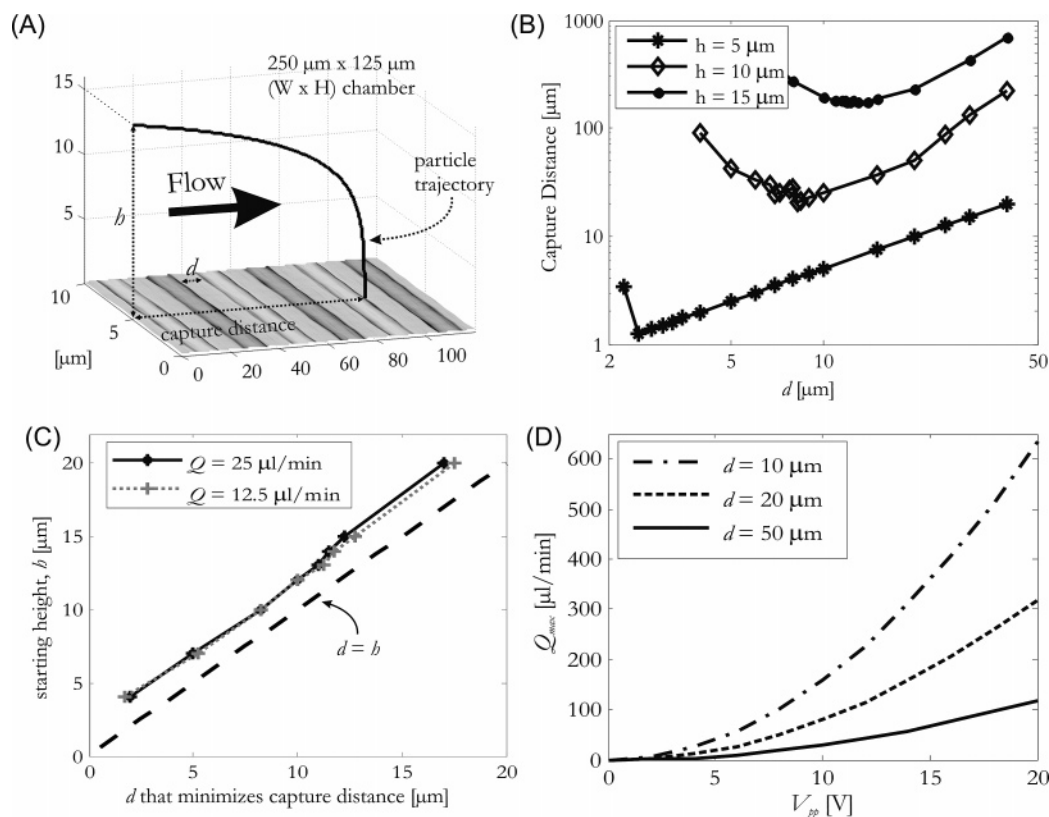 (A)
250 µm x 125 µm
(W x H) chamber
15
10
5
10
5
0
[µm]
0
20
40
60
80
100
Flow
h
d
particle
trajectory
capture distance
(B)
h = 5 µm
h = 10 µm
h = 15 µm
Capture Distance [µm]
1000
100
10
1
2
5
10
50
d [µm]
(C)
Q = 25 µl/min
Q = 12.5 µl/min
d = h
starting height, h [µm]
20
15
10
5
0
0
5
10
15
20
d that minimizes capture distance [µm]
(D)
d = 10 µm
d = 20 µm
d = 50 µm
Qmax [µl/min]
600
500
400
300
200
100
0
0
5
10
15
20
Vpp [V]